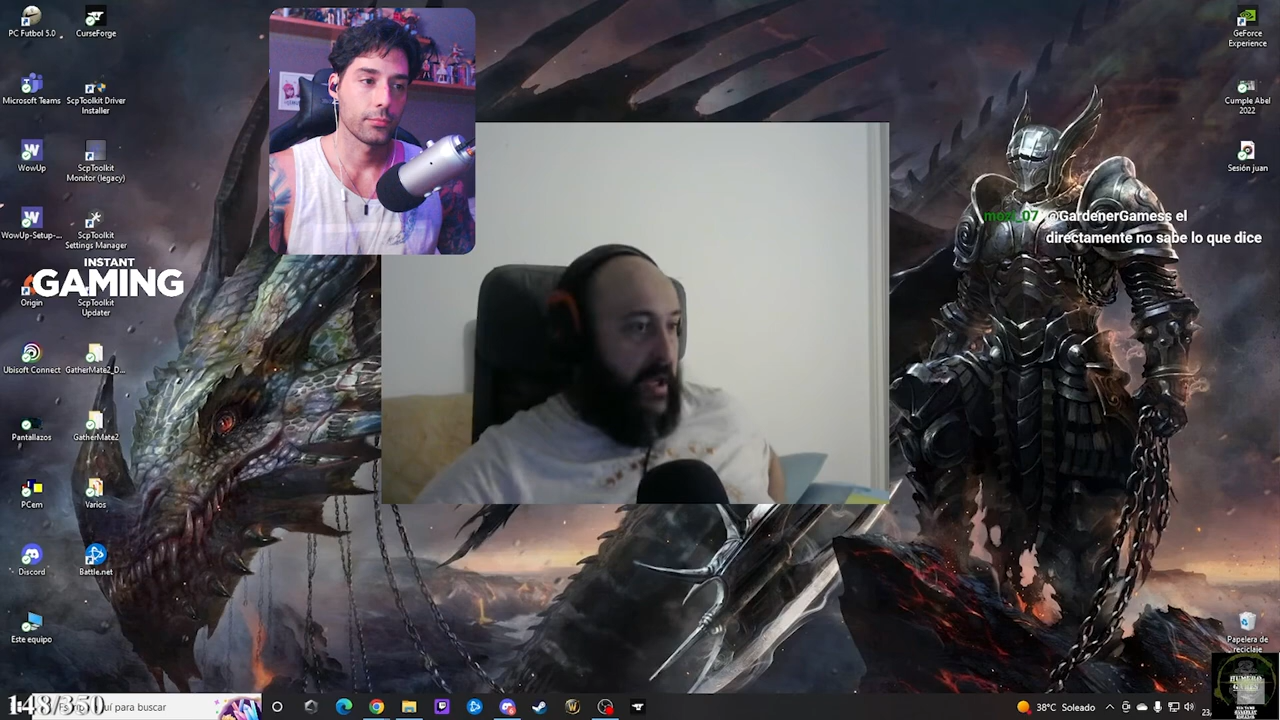 PC Futbol 5.0
CurseForge
GeForce
Experience
Microsoft Teams
ScpToolkit Driver
Installer
Cumple Abel
2022
WowUp
ScpToolkit
Monitor (legacy)
Sesión juan
WowUp-Setup-...
ScpToolkit
Settings Manager
@GardenerGamess el
directamente no sabe lo que dice
INSTANT
GAMING
Origin
ScpToolkit
Updater
Ubisoft Connect
GatherMate2_D...
Pantallazos
GatherMate2
PCem
Varios
Discord
Battle.net
Este equipo
Papelera de
reciclaje
148/350
quí para buscar
38°C Soleado
23